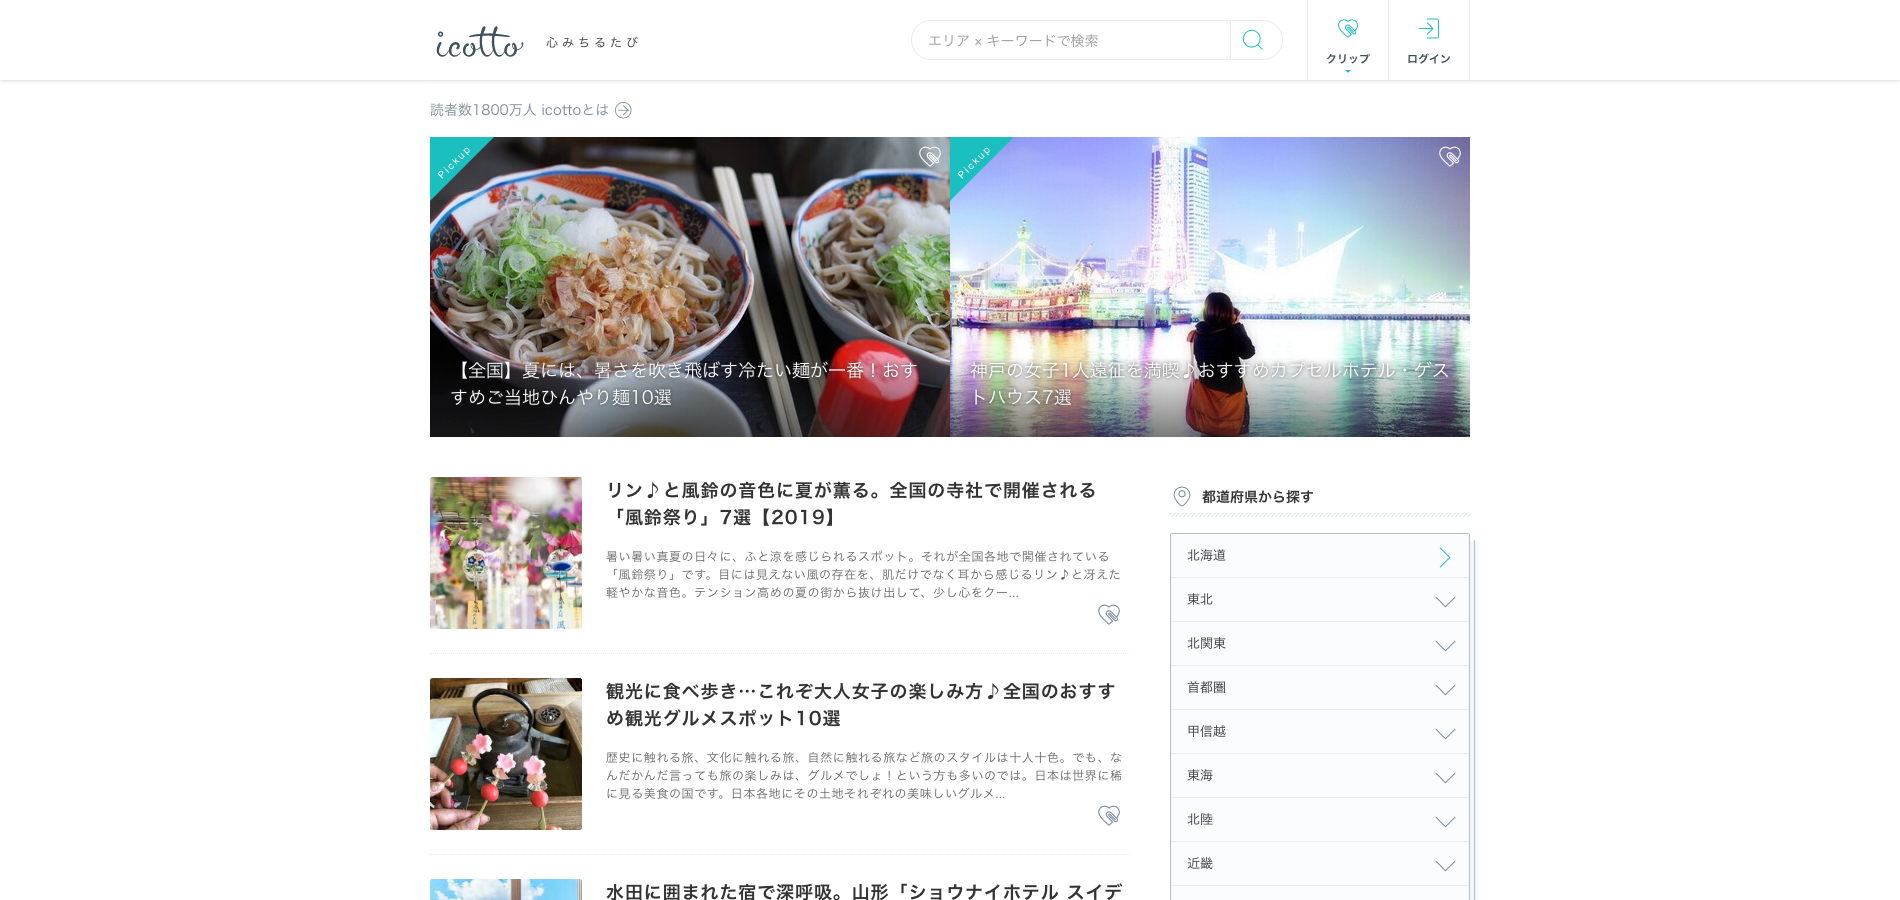 icotto
心みちるたび
エリア × キーワードで検索
クリップ
ログイン
読者数1800万人 icottoとは
Pickup
【全国】夏には、暑さを吹き飛ばす冷たい麺が一番！おす
すめご当地ひんやり麺10選
Pickup
神戸の女子1人遠征を満喫♪おすすめカプセルホテル・ゲス
トハウス7選
リン♪と風鈴の音色に夏が薫る。全国の寺社で開催される
「風鈴祭り」7選【2019】
暑い暑い真夏の日々に、ふと涼を感じられるスポット。それが全国各地で開催されている
「風鈴祭り」です。目には見えない風の存在を、肌だけでなく耳から感じるリン♪と冴えた
軽やかな音色。テンション高めの夏の街から抜け出して、少し心をクー...
観光に食べ歩き…これぞ大人女子の楽しみ方♪全国のおすす
め観光グルメスポット10選
歴史に触れる旅、文化に触れる旅、自然に触れる旅など旅のスタイルは十人十色。でも、な
んだかんだ言っても旅の楽しみは、グルメでしょ！という方も多いのでは。日本は世界に稀
に見る美食の国です。日本各地にその土地それぞれの美味しいグルメ...
水田に囲まれた宿で深呼吸。山形「ショウナイホテル スイデ
都道府県から探す
北海道
東北
北関東
首都圏
甲信越
東海
北陸
近畿